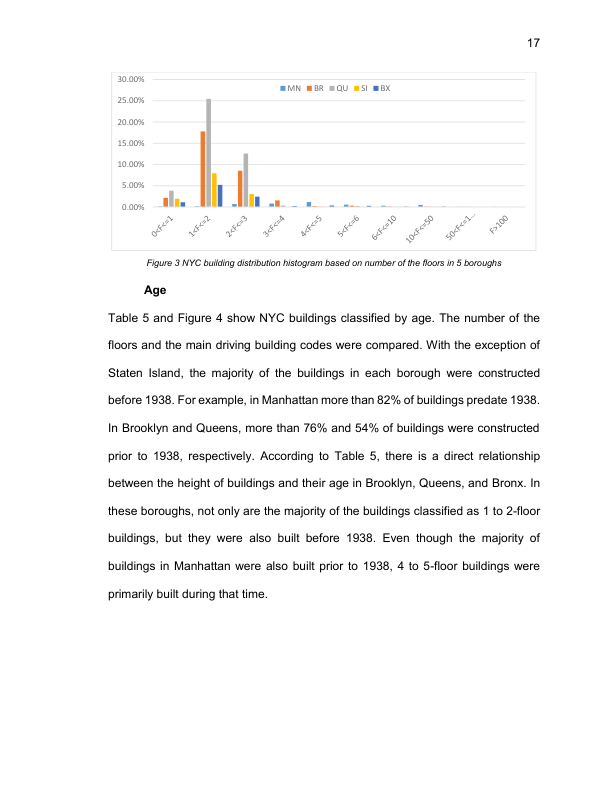 17
30.00%
MN BR QU SI BX
25.00%
20.00%
15.00%
10.00%
5.00%
0.00%
0<F<=1 1<F<=2 2<F<=3 3<F<=4 4<F<=5 5<F<=6 6<F<=10 10<F<=50 50<F<=1... F>100
Figure 3 NYC building distribution histogram based on number of the floors in 5 boroughs
Age
Table 5 and Figure 4 show NYC buildings classified by age. The number of the
floors and the main driving building codes were compared. With the exception of
Staten Island, the majority of the buildings in each borough were constructed
before 1938. For example, in Manhattan more than 82% of buildings predate 1938.
In Brooklyn and Queens, more than 76% and 54% of buildings were constructed
prior to 1938, respectively. According to Table 5, there is a direct relationship
between the height of buildings and their age in Brooklyn, Queens, and Bronx. In
these boroughs, not only are the majority of the buildings classified as 1 to 2-floor
buildings, but they were also built before 1938. Even though the majority of
buildings in Manhattan were also built prior to 1938, 4 to 5-floor buildings were
primarily built during that time.